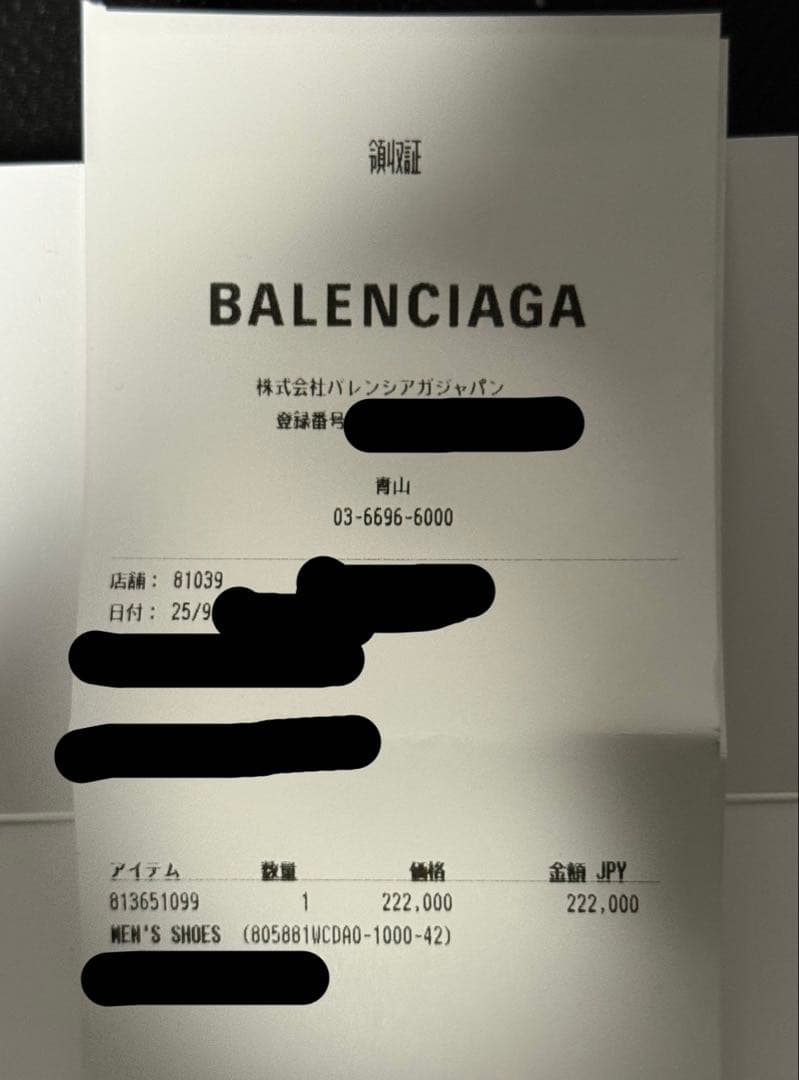 領収証
BALENCIAGA
株式会社バレンシアガジャパン
登録番号
青山
03-6696-6000
店舗: 81039
日付: 25/9
アイテム 数量 価格 金額 JPY
813651099 1 222,000 222,000
MEN'S SHOES (805881WCDA0-1000-42)